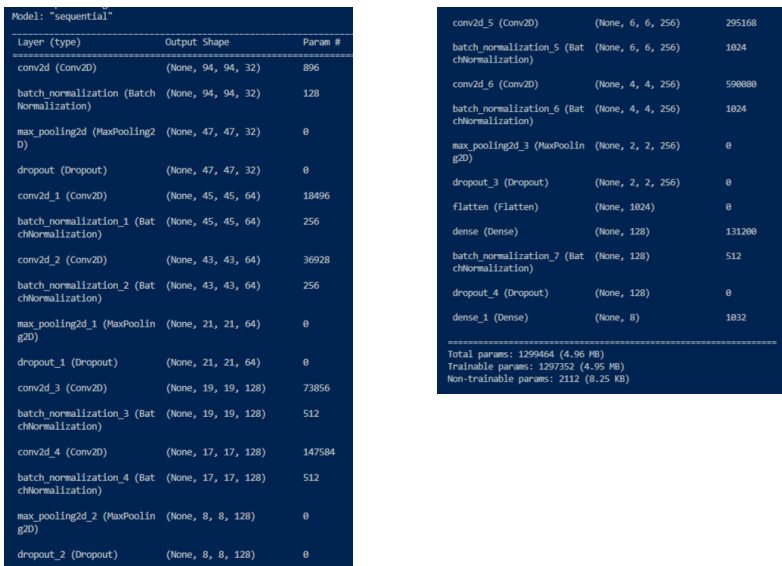 Model: "sequential"
Layer (type) Output Shape Param #
conv2d (Conv2D) (None, 94, 94, 32) 896
batch_normalization (Batch (None, 94, 94, 32) 128
Normalization)
max_pooling2d (MaxPooling2 (None, 47, 47, 32) 0
D)
dropout (Dropout) (None, 47, 47, 32) 0
conv2d_1 (Conv2D) (None, 45, 45, 64) 18496
batch_normalization_1 (Bat (None, 45, 45, 64) 256
chNormalization)
conv2d_2 (Conv2D) (None, 43, 43, 64) 36928
batch_normalization_2 (Bat (None, 43, 43, 64) 256
chNormalization)
max_pooling2d_1 (MaxPoolin (None, 21, 21, 64) 0
g2D)
dropout_1 (Dropout) (None, 21, 21, 64) 0
conv2d_3 (Conv2D) (None, 19, 19, 128) 73856
batch_normalization_3 (Bat (None, 19, 19, 128) 512
chNormalization)
conv2d_4 (Conv2D) (None, 17, 17, 128) 147584
batch_normalization_4 (Bat (None, 17, 17, 128) 512
chNormalization)
max_pooling2d_2 (MaxPoolin (None, 8, 8, 128) 0
g2D)
dropout_2 (Dropout) (None, 8, 8, 128) 0
conv2d_5 (Conv2D) (None, 6, 6, 256) 295168
batch_normalization_5 (Bat (None, 6, 6, 256) 1024
chNormalization)
conv2d_6 (Conv2D) (None, 4, 4, 256) 590080
batch_normalization_6 (Bat (None, 4, 4, 256) 1024
chNormalization)
max_pooling2d_3 (MaxPoolin (None, 2, 2, 256) 0
g2D)
dropout_3 (Dropout) (None, 2, 2, 256) 0
flatten (Flatten) (None, 1024) 0
dense (Dense) (None, 128) 131200
batch_normalization_7 (Bat (None, 128) 512
chNormalization)
dropout_4 (Dropout) (None, 128) 0
dense_1 (Dense) (None, 8) 1032
Total params: 1299464 (4.96 MB)
Trainable params: 1297352 (4.95 MB)
Non-trainable params: 2112 (8.25 KB)